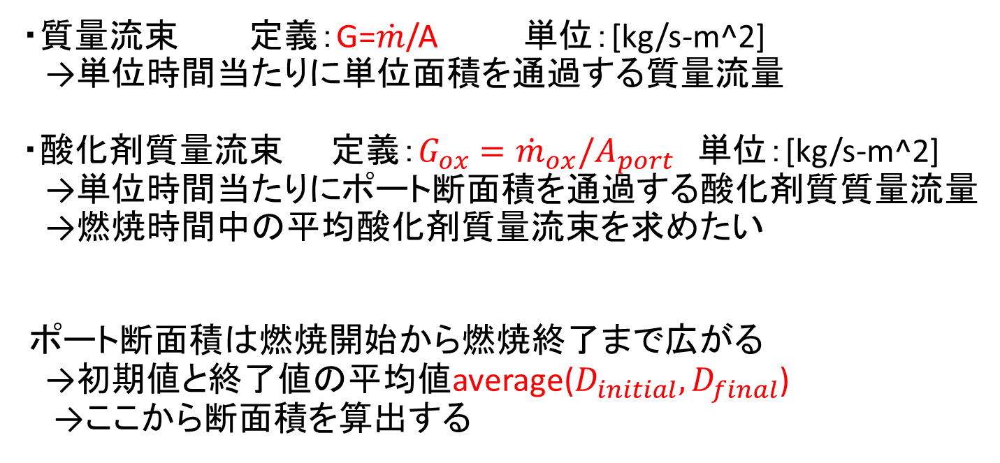 ・質量流束　　定義：G=ṁ/A　　単位：[kg/s-m^2]
→単位時間当たりに単位面積を通過する質量流量
・酸化剤質量流束　定義：G_{ox} = ṁ_{ox}/A_{port}　単位：[kg/s-m^2]
→単位時間当たりにポート断面積を通過する酸化剤質質量流量
→燃焼時間中の平均酸化剤質量流束を求めたい
ポート断面積は燃焼開始から燃焼終了まで広がる
→初期値と終了値の平均値average(D_{initial}, D_{final})
→ここから断面積を算出する